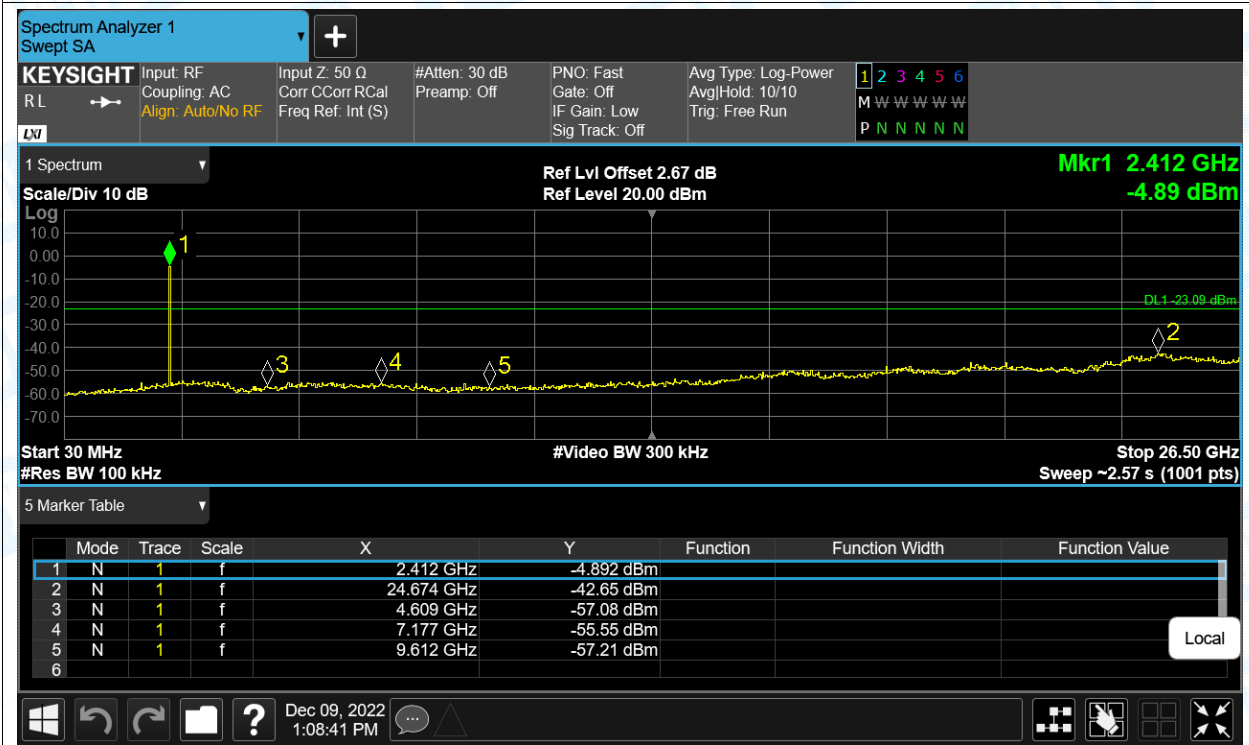 Spectrum Analyzer 1
Swept SA
+
KEYSIGHT Input: RF Input Z: 50 Ω #Atten: 30 dB PNO: Fast Avg Type: Log-Power 1 2 3 4 5 6
R L Coupling: AC Corr CCorr RCal Preamp: Off Gate: Off Avg|Hold: 10/10 M W W W W W W
Align: Auto/No RF Freq Ref: Int (S) IF Gain: Low Trig: Free Run
LXI Sig Track: Off P N N N N N
1 Spectrum Ref Lvl Offset 2.67 dB Mkr1 2.412 GHz
Scale/Div 10 dB Ref Level 20.00 dBm -4.89 dBm
Log
10.0
0.00
-10.0
-20.0
-30.0
-40.0
-50.0
-60.0
-70.0
1
DL1 -23.09 dBm
2
3
4
5
Start 30 MHz #Video BW 300 kHz Stop 26.50 GHz
#Res BW 100 kHz Sweep ~2.57 s (1001 pts)
5 Marker Table
Mode Trace Scale X Y Function Function Width Function Value
1 N 1 f 2.412 GHz -4.892 dBm
2 N 1 f 24.674 GHz -42.65 dBm
3 N 1 f 4.609 GHz -57.08 dBm
4 N 1 f 7.177 GHz -55.55 dBm
5 N 1 f 9.612 GHz -57.21 dBm
6
Local
? Dec 09, 2022
1:08:41 PM